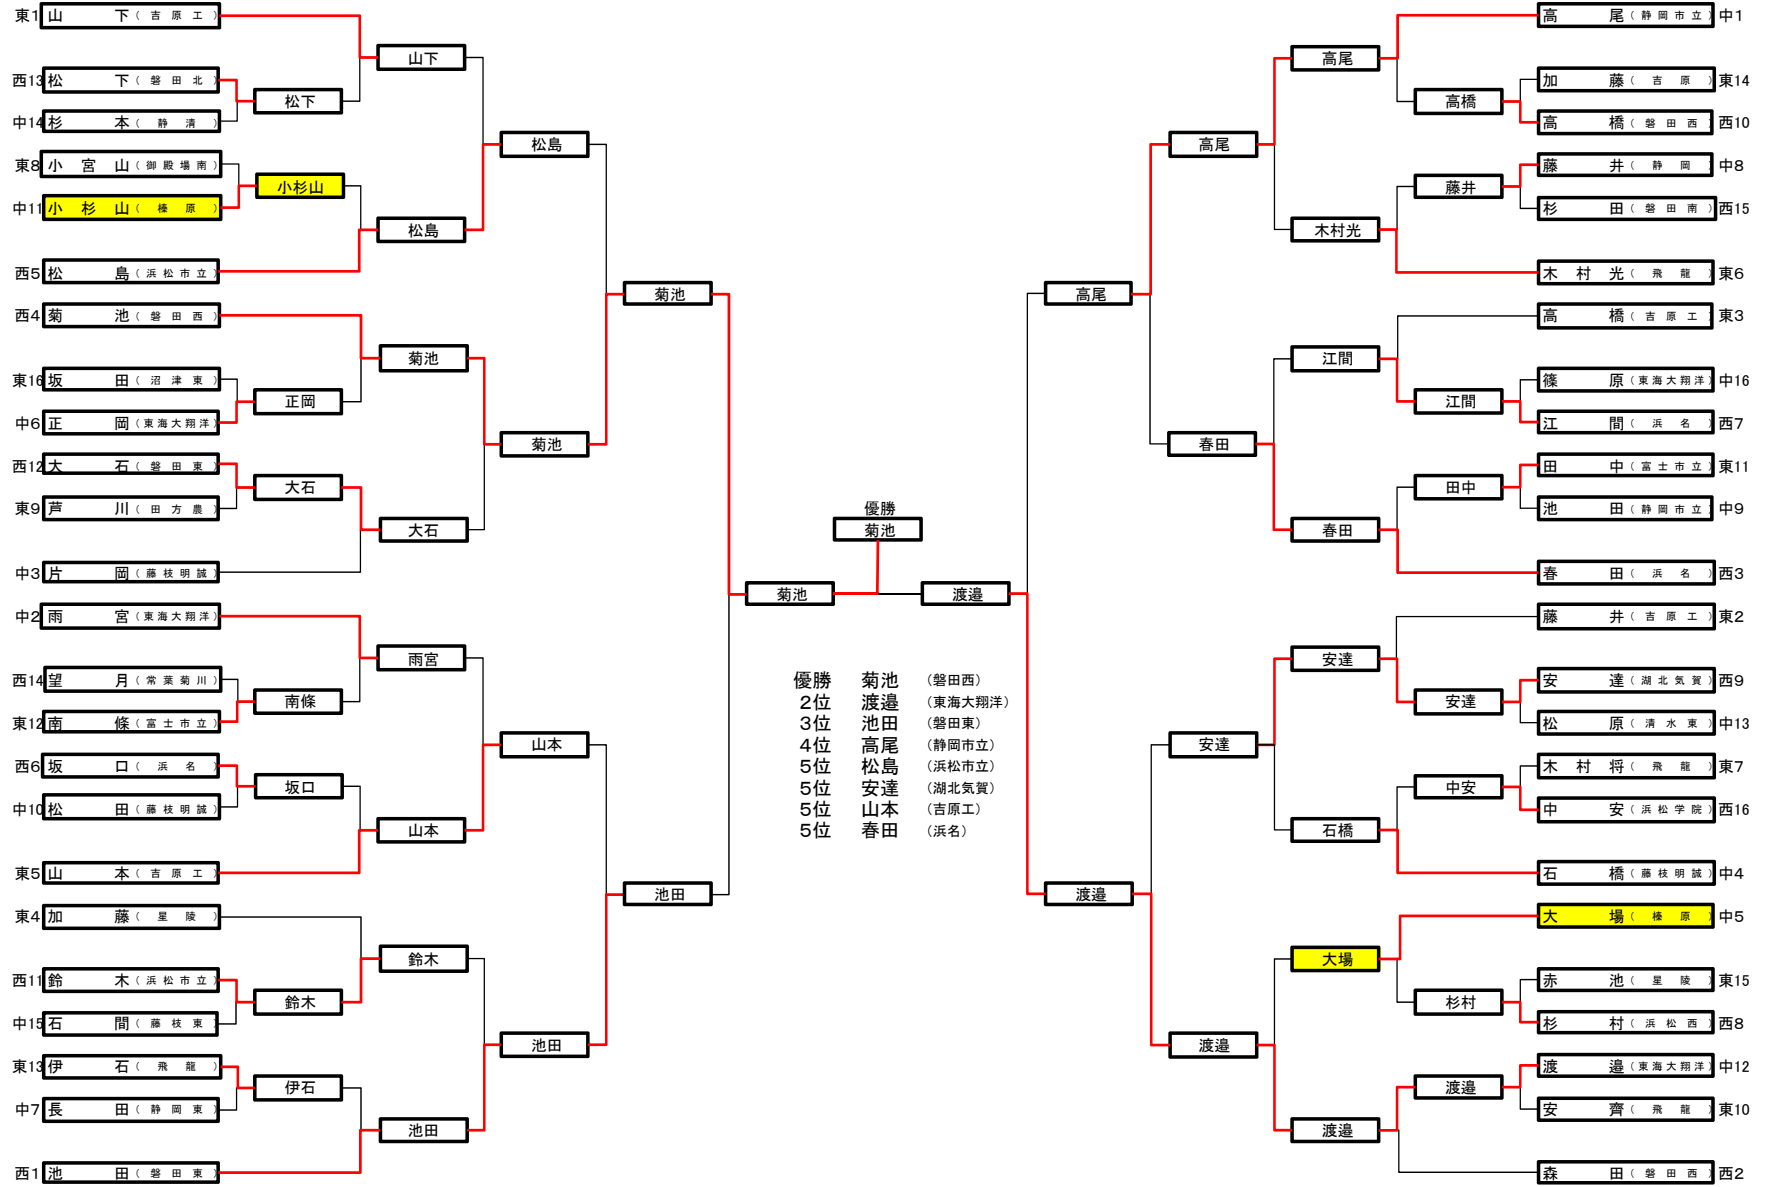 東1 山下（吉原工）
西13 松下（磐田北）
中14 杉本（静清）
東8 小宮山（御殿場南）
中11 小杉山（榛原）
西5 松島（浜松市立）
西4 菊池（磐田西）
東16 坂田（沼津東）
中6 正岡（東海大翔洋）
西12 大石（磐田東）
東9 芦川（田方農）
中3 片岡（藤枝明誠）
中2 雨宮（東海大翔洋）
西14 望月（常葉菊川）
東12 南條（富士市立）
西6 坂口（浜名）
中10 松田（藤枝明誠）
東5 山本（吉原工）
東4 加藤（星陵）
西11 鈴木（浜松市立）
中15 石間（藤枝東）
東13 伊石（飛龍）
中7 長田（静岡東）
西1 池田（磐田東）
松下
小杉山
正岡
大石
南條
坂口
鈴木
伊石
山下
松島
菊池
大石
雨宮
山本
鈴木
池田
松島
菊池
山本
池田
菊池
池田
菊池
優勝
菊池
渡邉
優勝 菊池（磐田西）
2位 渡邉（東海大翔洋）
3位 池田（磐田東）
4位 高尾（静岡市立）
5位 松島（浜松市立）
5位 安達（湖北気賀）
5位 山本（吉原工）
5位 春田（浜名）
高尾
渡邉
高尾
春田
安達
渡邉
高尾
木村光
江間
春田
安達
石橋
大場
渡邉
高橋
藤井
江間
田中
安達
中安
杉村
渡邉
高尾（静岡市立）中1
加藤（吉原）東14
高橋（磐田西）西10
藤井（静岡）中8
杉田（磐田南）西15
木村光（飛龍）東6
高橋（吉原工）東3
篠原（東海大翔洋）中16
江間（浜名）西7
田中（富士市立）東11
池田（静岡市立）中9
春田（浜名）西3
藤井（吉原工）東2
安達（湖北気賀）西9
松原（清水東）中13
木村将（飛龍）東7
中安（浜松学院）西16
石橋（藤枝明誠）中4
大場（榛原）中5
赤池（星陵）東15
杉村（浜松西）西8
渡邉（東海大翔洋）中12
安齊（飛龍）東10
森田（磐田西）西2